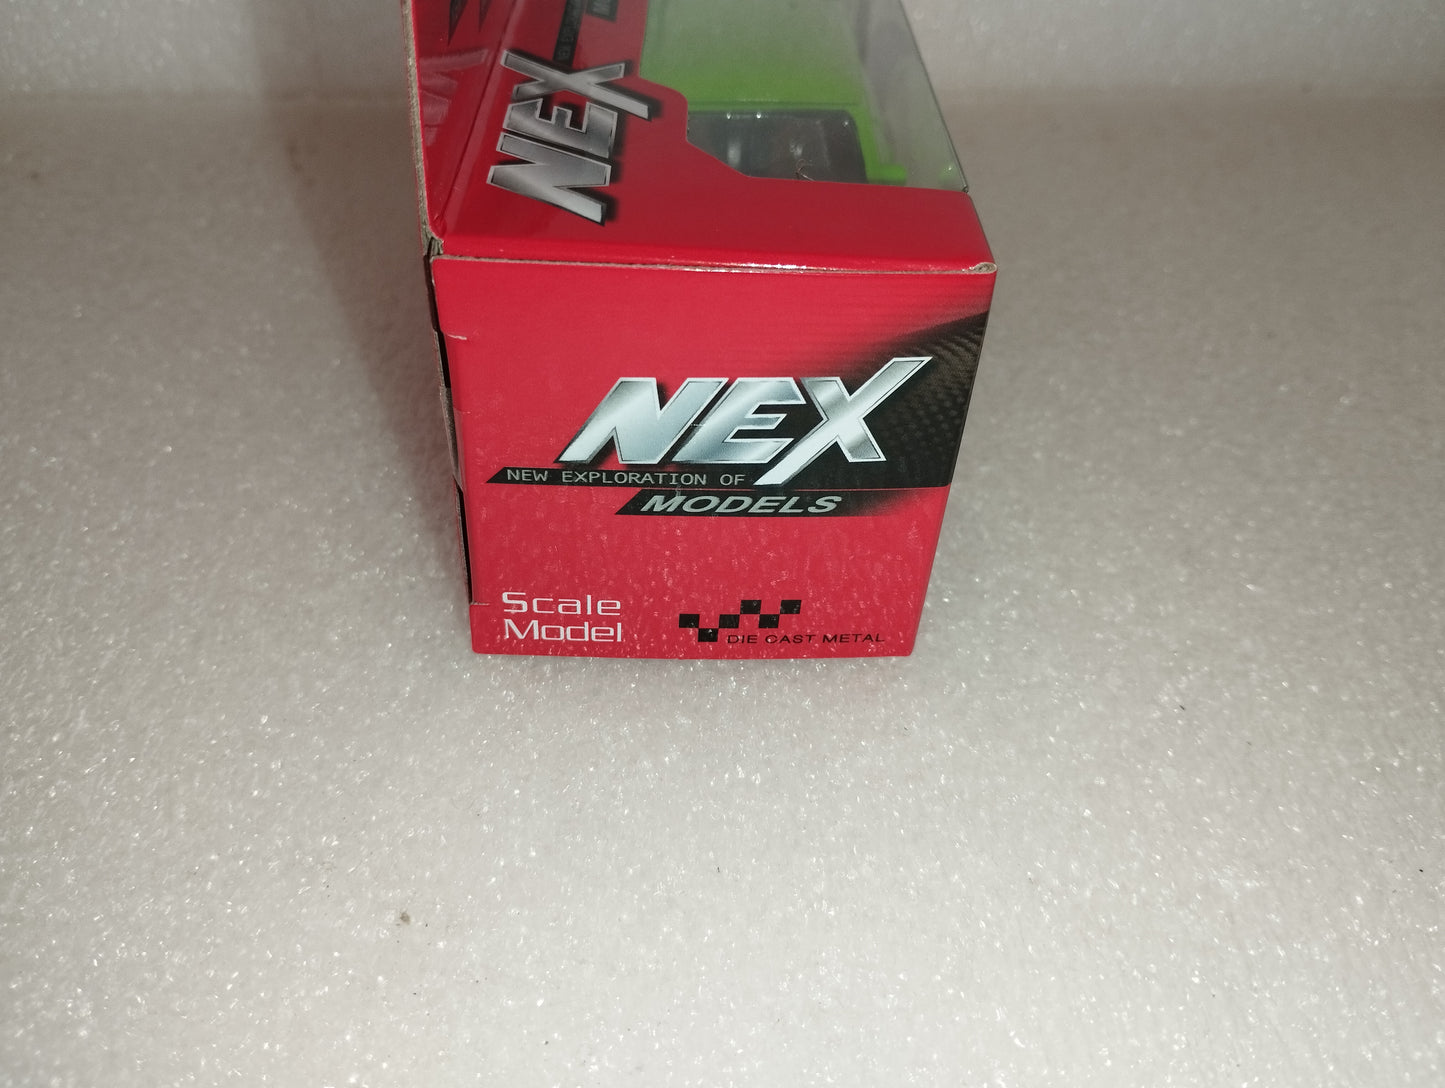 NEX
NEX
NEW EXPLORATION OF
MODELS
Scale
Model
DIE CAST METAL